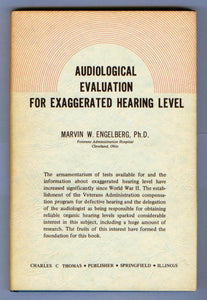 AUDIOLOGICAL
EVALUATION
FOR EXAGGERATED HEARING LEVEL
MARVIN W. ENGELBERG, Ph.D.
Veterans Administration Hospital
Cleveland, Ohio
The armamentarium of tests available for and the
information about exaggerated hearing level have
increased significantly since World War II. The estab-
lishment of the Veterans Administration compensa-
tion program for defective hearing and the delegation
of the audiologist as being responsible for obtaining
reliable organic hearing levels sparked considerable
interest in this subject, including a huge amount of
research. The fruits of this interest have formed the
foundation for this book.
CHARLES C THOMAS • PUBLISHER • SPRINGFIELD • ILLINOIS